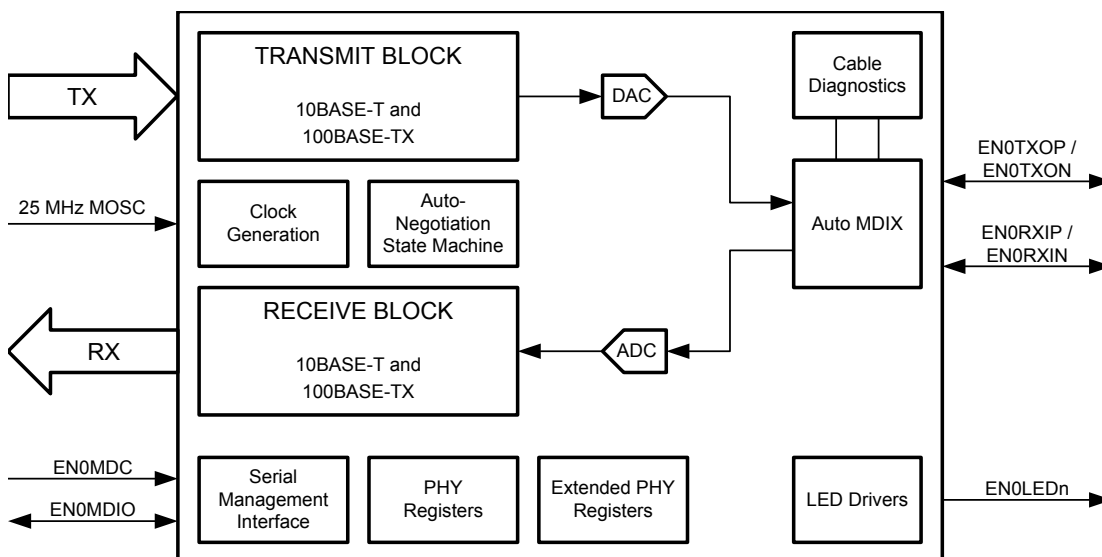 TX
25 MHz MOSC
RX
EN0MDC
EN0MDIO
TRANSMIT BLOCK
10BASE-T and
100BASE-TX
DAC
Cable
Diagnostics
Clock
Generation
Auto-
Negotiation
State Machine
Auto MDIX
RECEIVE BLOCK
10BASE-T and
100BASE-TX
ADC
Serial
Management
Interface
PHY
Registers
Extended PHY
Registers
LED Drivers
EN0TXOP /
EN0TXON
EN0RXIP /
EN0RXIN
EN0LEDn